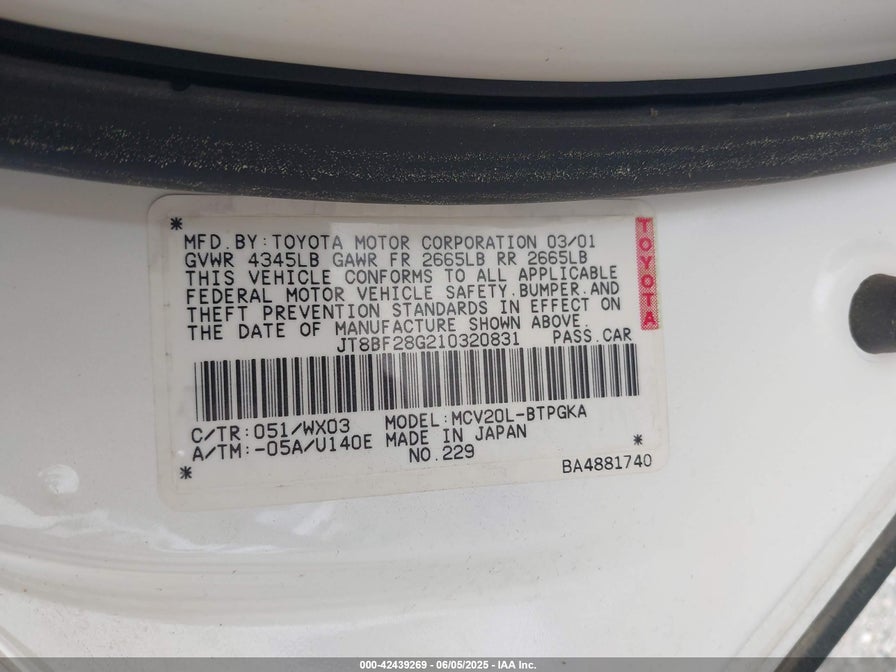 *
MFD.BY:TOYOTA MOTOR CORPORATION 03/01
GVWR 4345LB GAWR FR 2665LB RR 2665LB
THIS VEHICLE CONFORMS TO ALL APPLICABLE
FEDERAL MOTOR VEHICLE SAFETY,BUMPER,AND
THEFT PREVENTION STANDARDS IN EFFECT ON
THE DATE OF MANUFACTURE SHOWN ABOVE.
JT8BF28G210320831 PASS.CAR
TOYOTA
C/TR:051/WX03 MODEL:MCV20L-BTPGKA
A/TM:-05A/U140E MADE IN JAPAN
*
NO.229
*
BA4881740
000-42439269 - 06/05/2025 - IAA Inc.